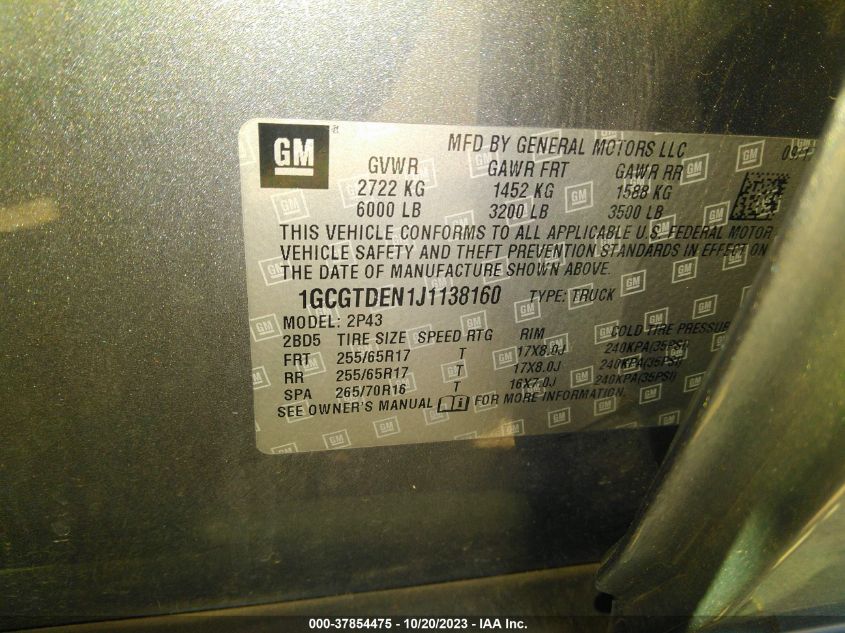 GM
MFD BY GENERAL MOTORS LLC
GVWR GAWR FRT GAWR RR
2722 KG 1452 KG 1588 KG
6000 LB 3200 LB 3500 LB
THIS VEHICLE CONFORMS TO ALL APPLICABLE U.S. FEDERAL MOTOR
VEHICLE SAFETY AND THEFT PREVENTION STANDARDS IN EFFECT ON
THE DATE OF MANUFACTURE SHOWN ABOVE.
1GCGTDEN1J1138160 TYPE: TRUCK
MODEL: 2P43
2BD5 TIRE SIZE SPEED RTG RIM COLD TIRE PRESSURE
FRT 255/65R17 T 17X8.0J 240KPA(35PSI)
RR 255/65R17 T 17X8.0J 240KPA(35PSI)
SPA 265/70R16 T 16X7.0J 240KPA(35PSI)
SEE OWNER'S MANUAL FOR MORE INFORMATION.
000-37854475 - 10/20/2023 - IAA Inc.